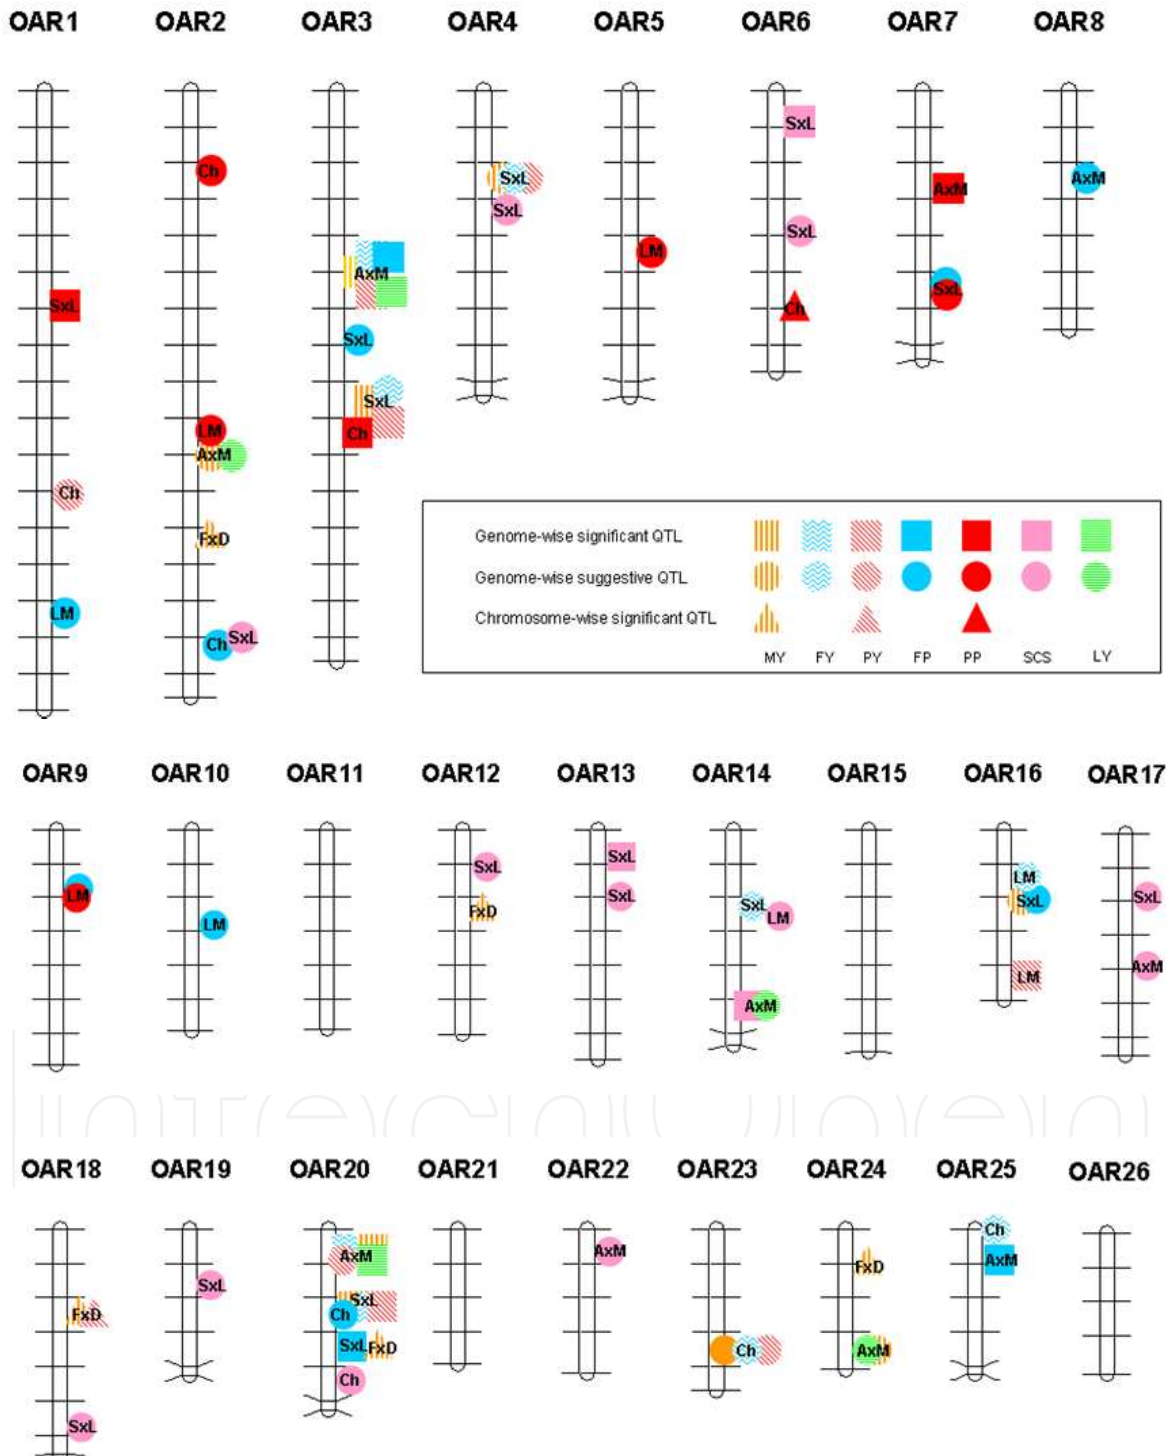 OAR1 OAR2 OAR3 OAR4 OAR5 OAR6 OAR7 OAR8
SxL
Ch
SxL
AxM
AxM
Ch
SxL
SxL
SxL
LM
AxM
SxL
SxL
Ch
SxL
SxL
LM
Ch
AxM
Ch
FxD
LM
Ch SxL
Genome-wise significant QTL
Genome-wise suggestive QTL
Chromosome-wise significant QTL
MY FY PY FP PP SCS LY
OAR9 OAR10 OAR11 OAR12 OAR13 OAR14 OAR15 OAR16 OAR17
SxL
SxL
LM
LM
SxL
SxL
SxL
SxL
FxD
LM
LM
AxM
LM
AxM
InTechOpen
OAR18 OAR19 OAR20 OAR21 OAR22 OAR23 OAR24 OAR25 OAR26
Ch
AxM
AxM
AxM
FxD
SxL
SxL
FxD
Ch
SxL FxD
Ch
AxM
Ch
SxL